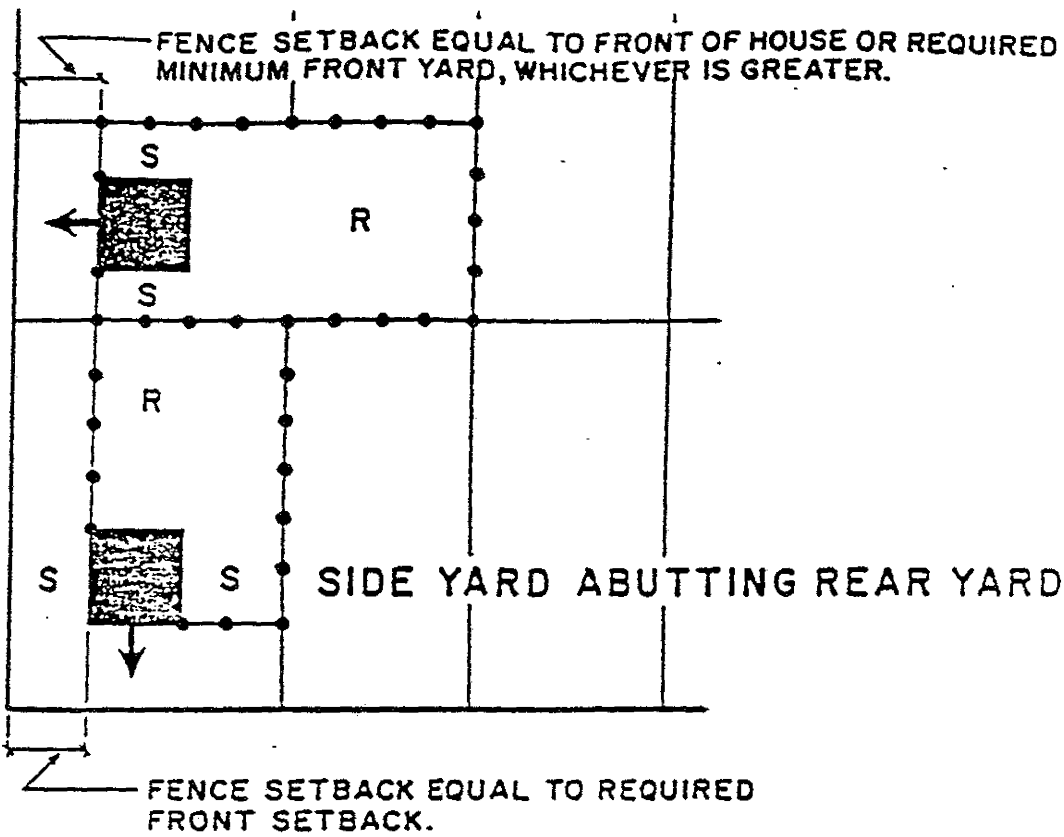 FENCE SETBACK EQUAL TO FRONT OF HOUSE OR REQUIRED
MINIMUM FRONT YARD, WHICHEVER IS GREATER.
S
R
S
R
S
S
SIDE YARD ABUTTING REAR YARD
FENCE SETBACK EQUAL TO REQUIRED
FRONT SETBACK.